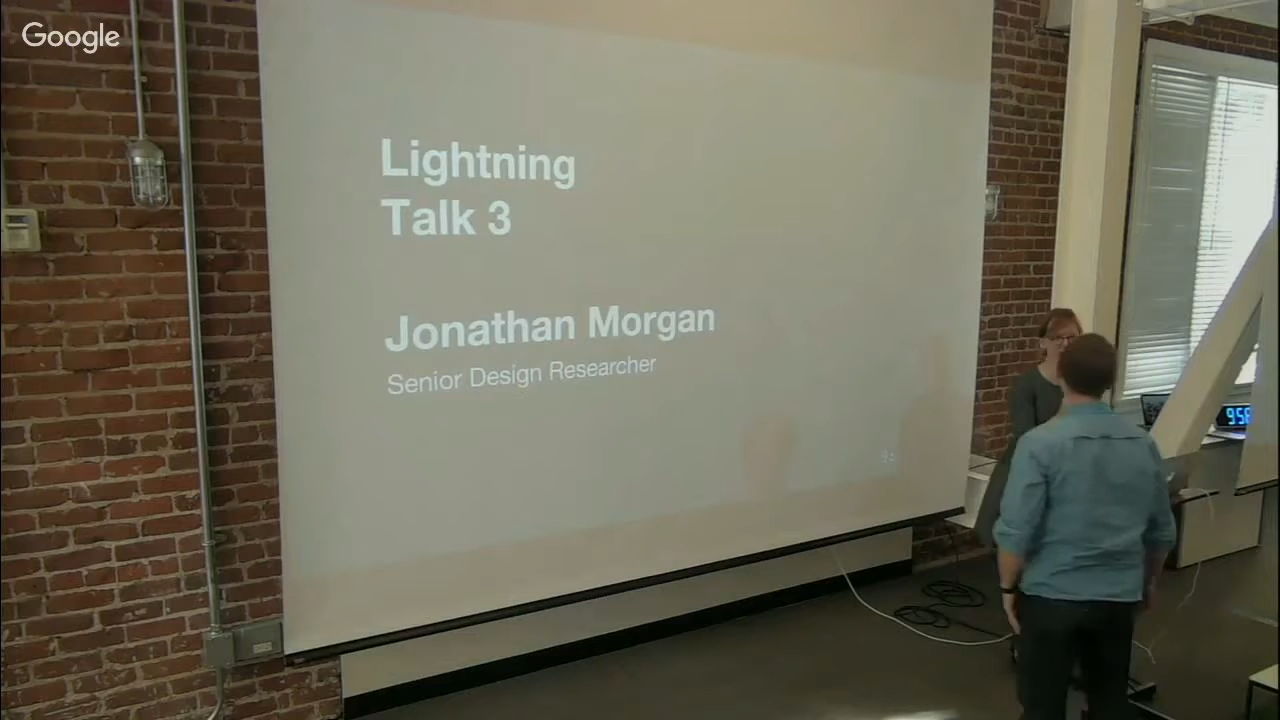 Google
Lightning
Talk 3
Jonathan Morgan
Senior Design Researcher